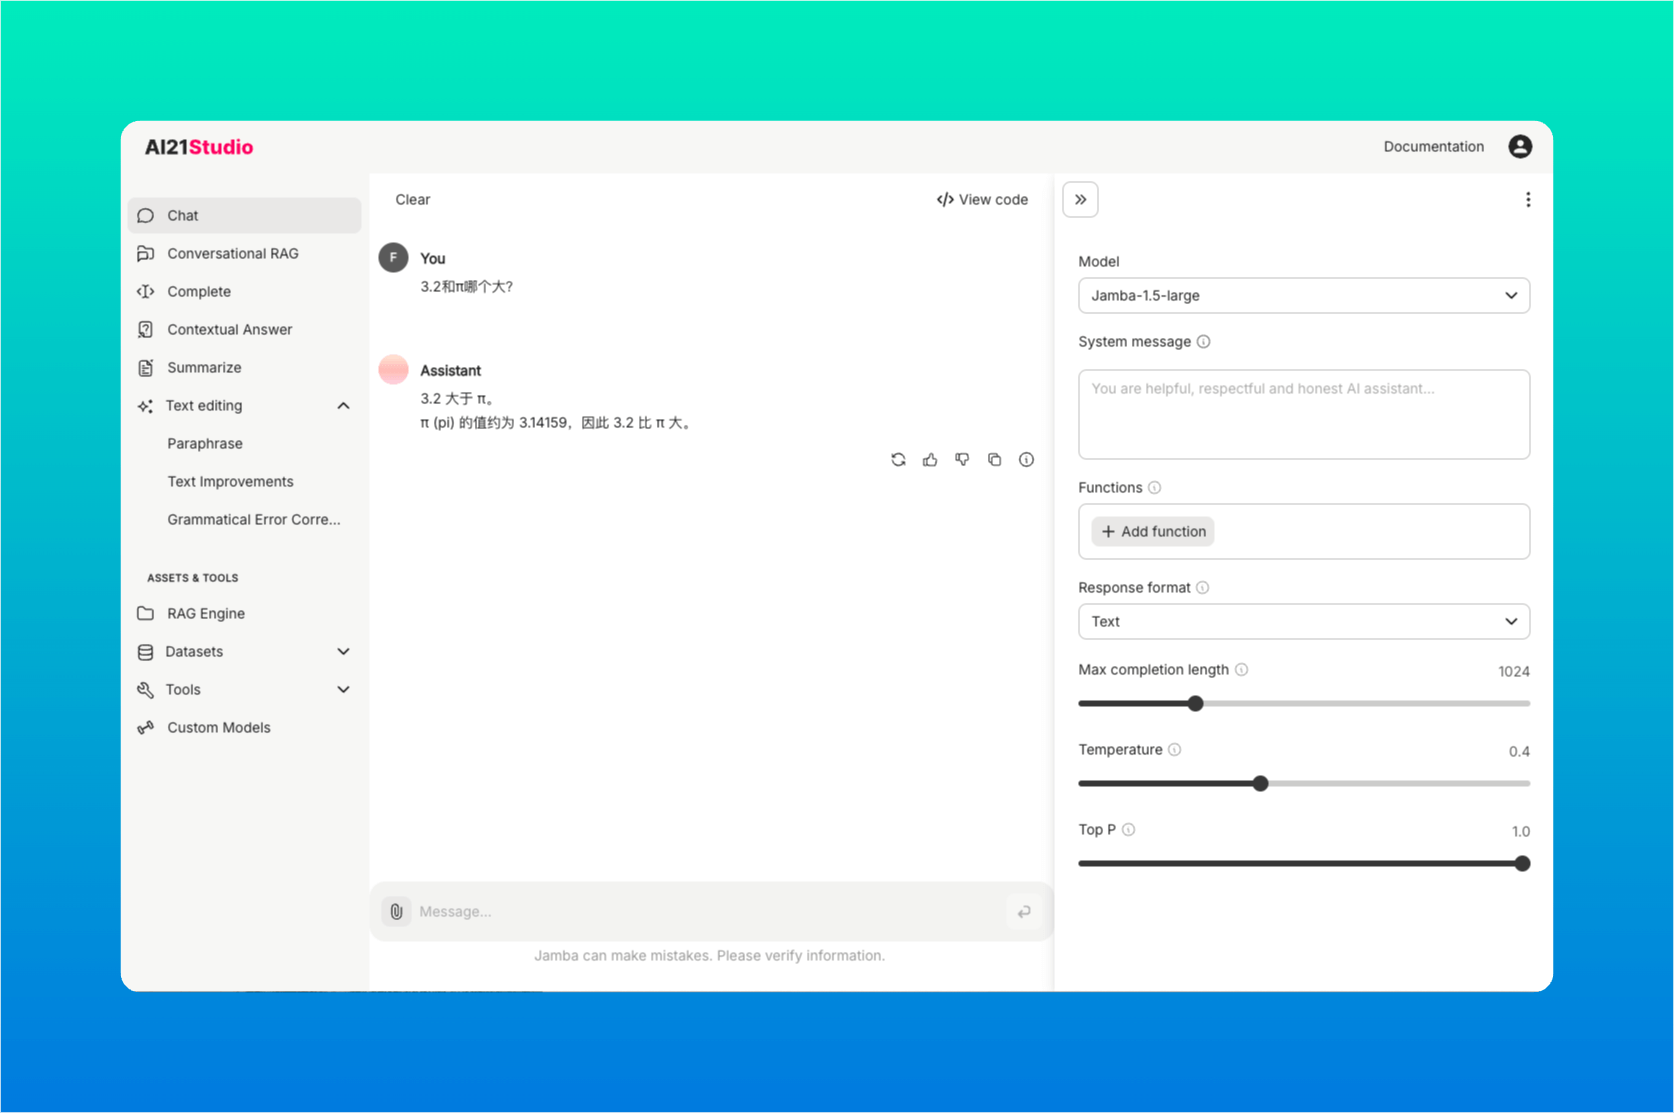 AI21Studio
Documentation
Chat
Conversational RAG
Complete
Contextual Answer
Summarize
Text editing
Paraphrase
Text Improvements
Grammatical Error Corre...
ASSETS & TOOLS
RAG Engine
Datasets
Tools
Custom Models
Clear
</> View code
F
You
3.2和π哪个大?
Assistant
3.2 大于 π。
π (pi) 的值约为 3.14159，因此 3.2 比 π 大。
Message...
Jamba can make mistakes. Please verify information.
Model
Jamba-1.5-large
System message
You are helpful, respectful and honest AI assistant...
Functions
+ Add function
Response format
Text
Max completion length
1024
Temperature
0.4
Top P
1.0